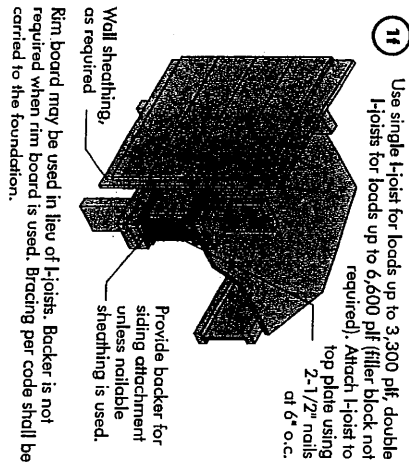 1f
Use single I-joist for loads up to 3,300 plf, double
I-joists for loads up to 6,600 plf (filler block not
required). Attach I-joist to
top plate using
2-1/2" nails
at 6" o.c.
Wall sheathing,
as required
Provide backer for
siding attachment
unless nailable
sheathing is used.
Rim board may be used in lieu of I-joists. Backer is not
required when rim board is used. Bracing per code shall be
carried to the foundation.